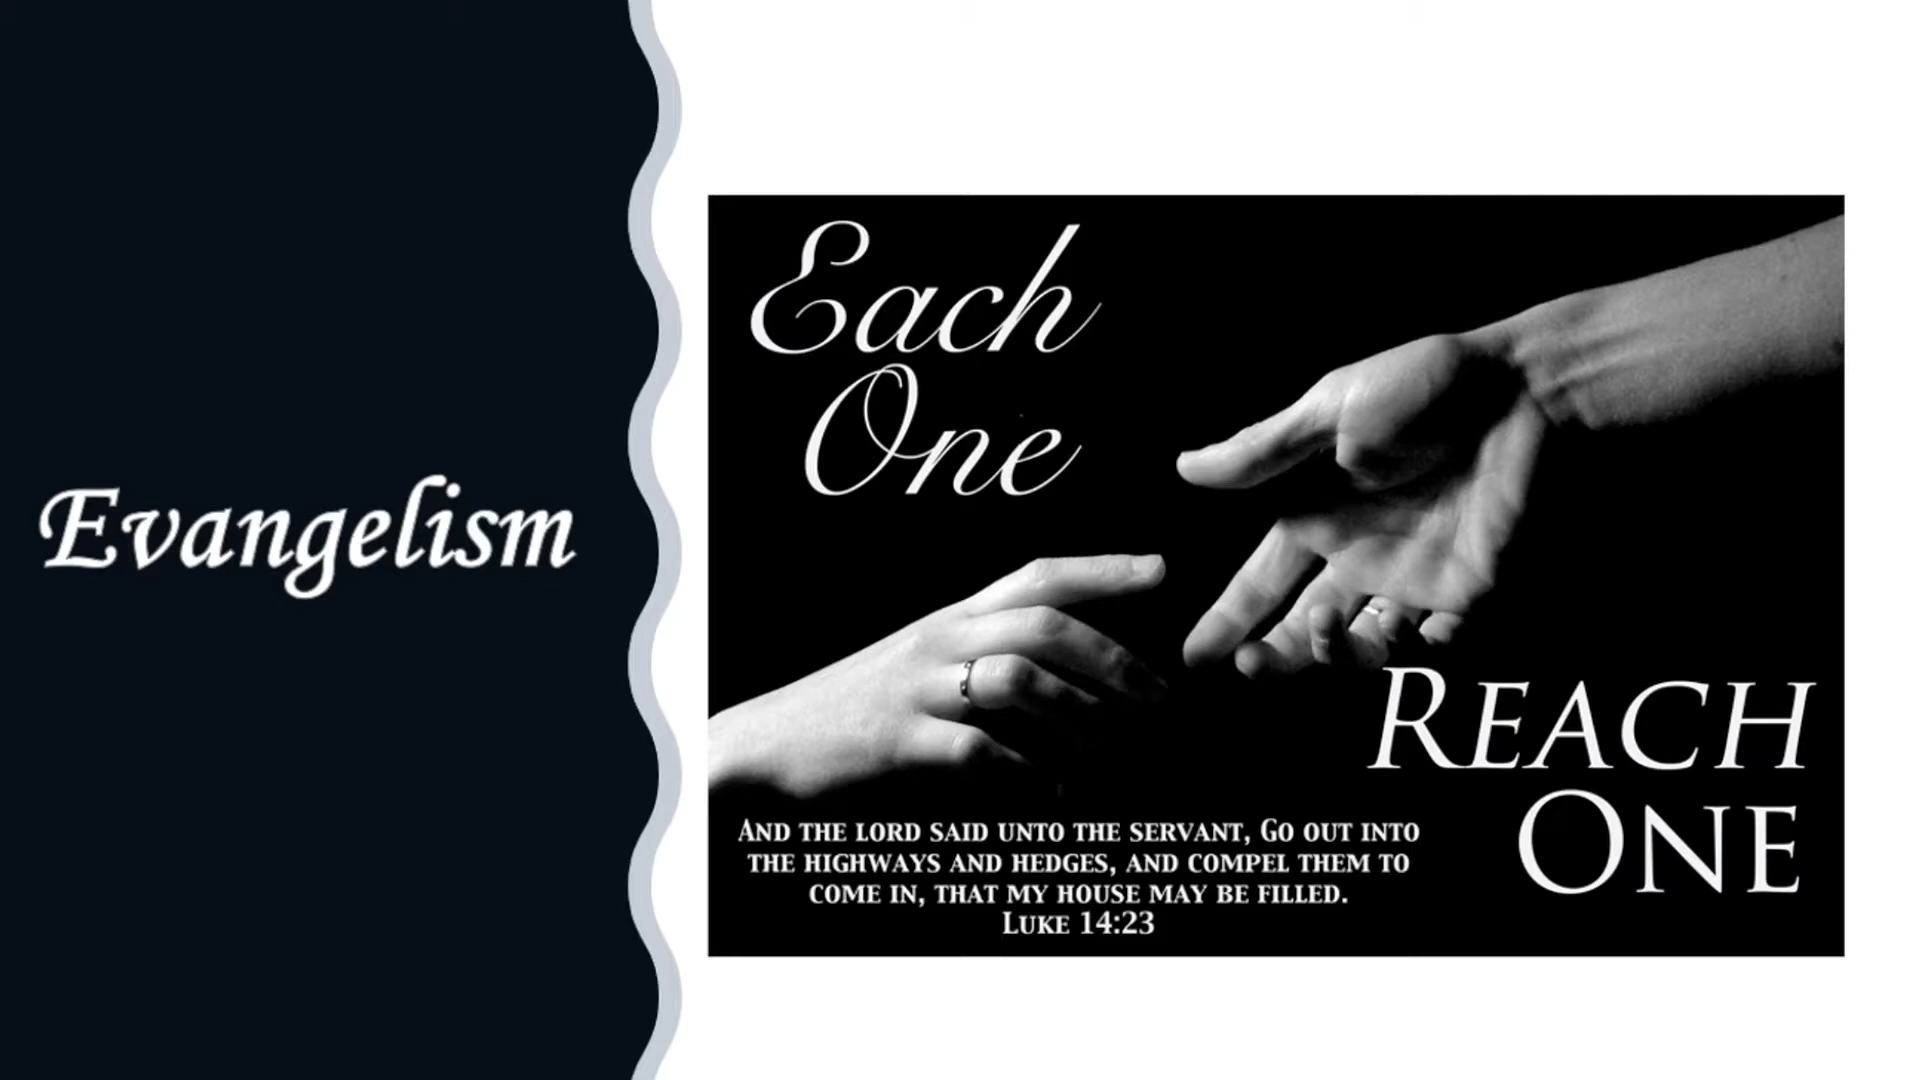 Evangelism
Each
One
REACH
ONE
AND THE LORD SAID UNTO THE SERVANT, GO OUT INTO
THE HIGHWAYS AND HEDGES, AND COMPEL THEM TO
COME IN, THAT MY HOUSE MAY BE FILLED.
LUKE 14:23